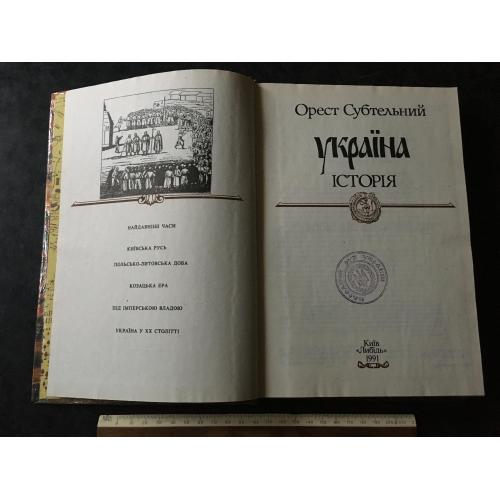 НАЙДАВНІШІ ЧАСИ
КИЇВСЬКА РУСЬ
ПОЛЬСЬКО-ЛИТОВСЬКА ДОБА
КОЗАЦЬКА ЕРА
ПІД ІМПЕРСЬКОЮ ВЛАДОЮ
УКРАЇНА У XX СТОЛІТТІ
Орест Субтельний
Україна
ІСТОРІЯ
Київ
«Либідь»
1991